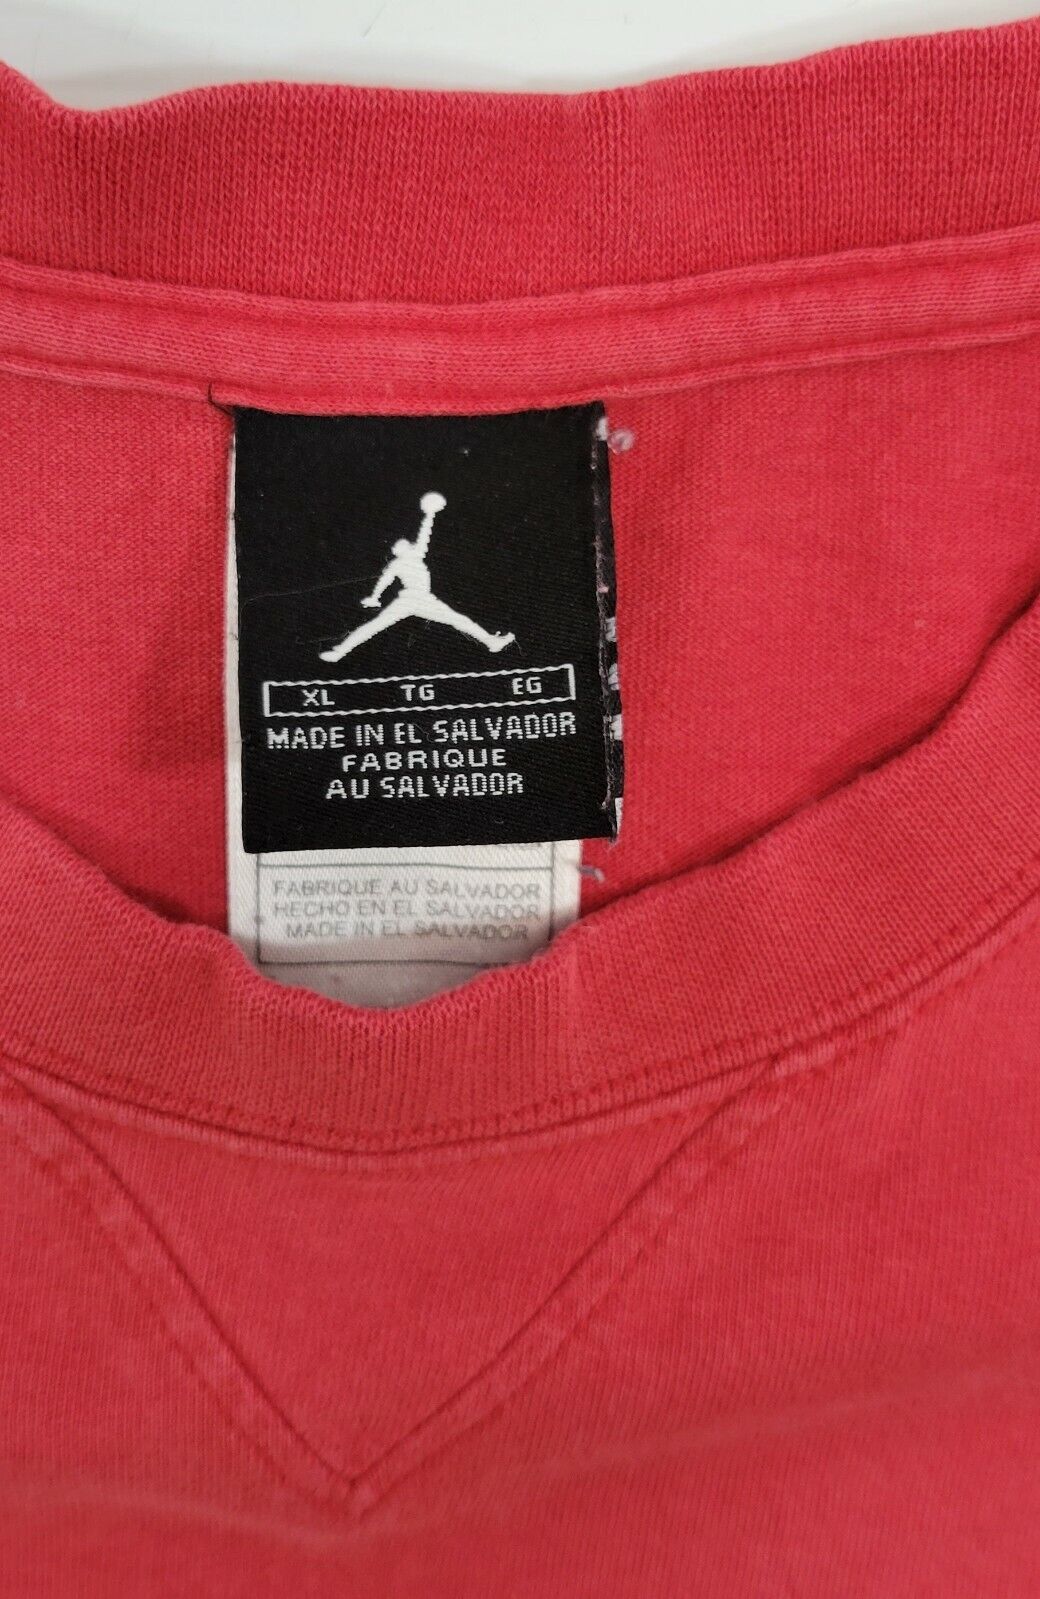 XL TG EG
MADE IN EL SALVADOR
FABRIQUE
AU SALVADOR
FABRIQUE AU SALVADOR
HECHO EN EL SALVADOR
MADE IN EL SALVADOR